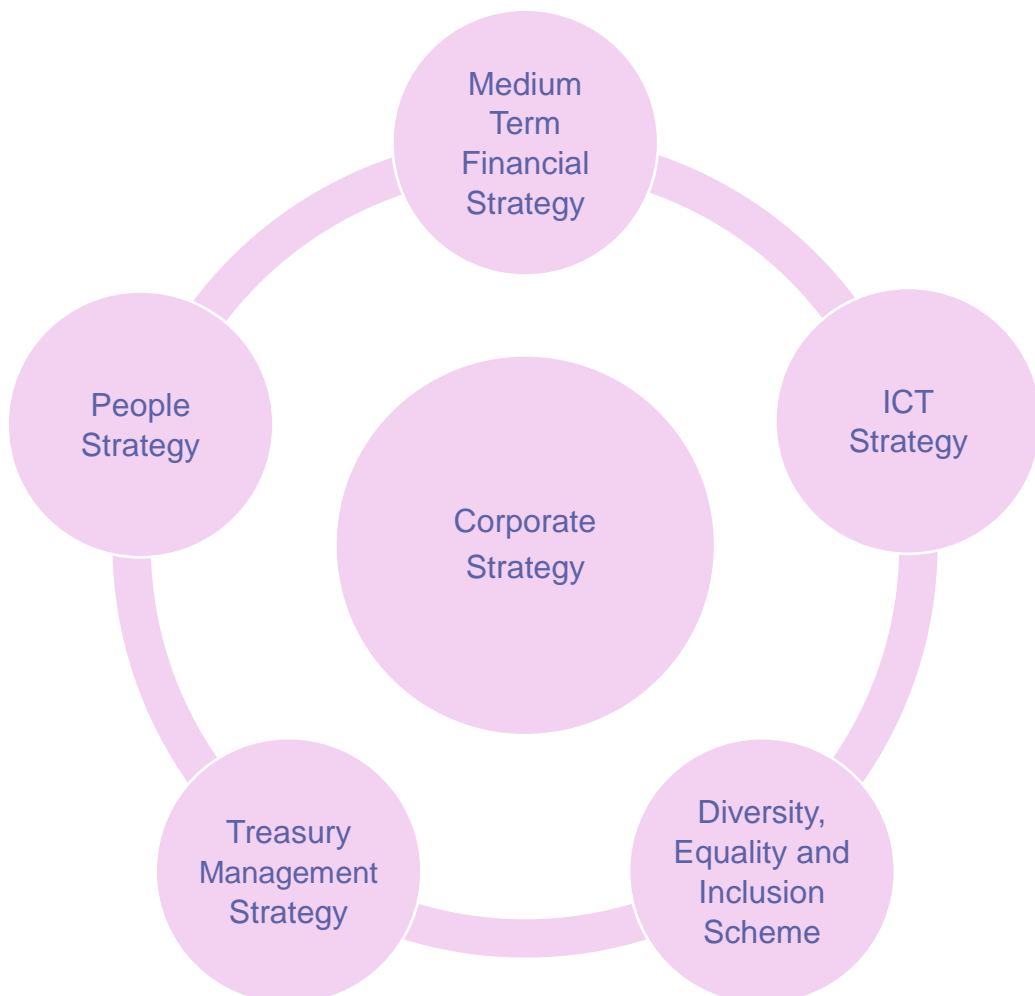 Medium
Term
Financial
Strategy
People
Strategy
ICT
Strategy
Corporate
Strategy
Treasury
Management
Strategy
Diversity,
Equality and
Inclusion
Scheme